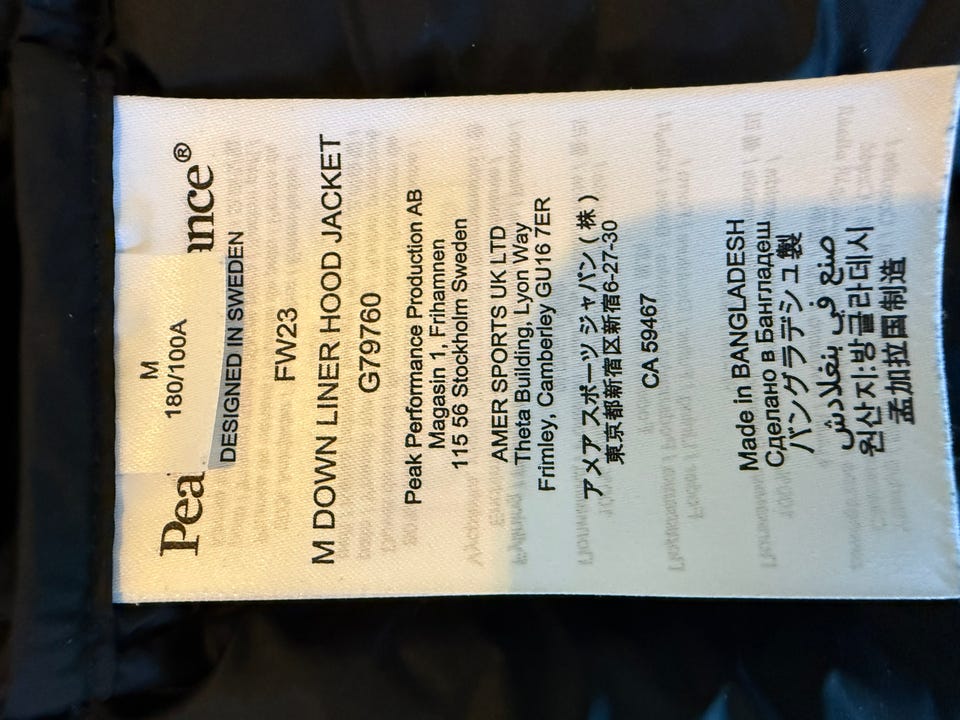 M
180/100A
Pea nce®
DESIGNED IN SWEDEN
FW23
M DOWN LINER HOOD JACKET
G79760
Peak Performance Production AB
Magasin 1, Frihamnen
115 56 Stockholm Sweden
AMER SPORTS UK LTD
Theta Building, Lyon Way
Frimley, Camberley GU16 7ER
アメア スポーツ ジャパン ( 株 )
東京都新宿区新宿6-27-30
CA 59467
Made in BANGLADESH
Сделано в Бангладеш
バングラデシュ製
صنع في بنغلادش
원산지:방글라데시
孟加拉国制造